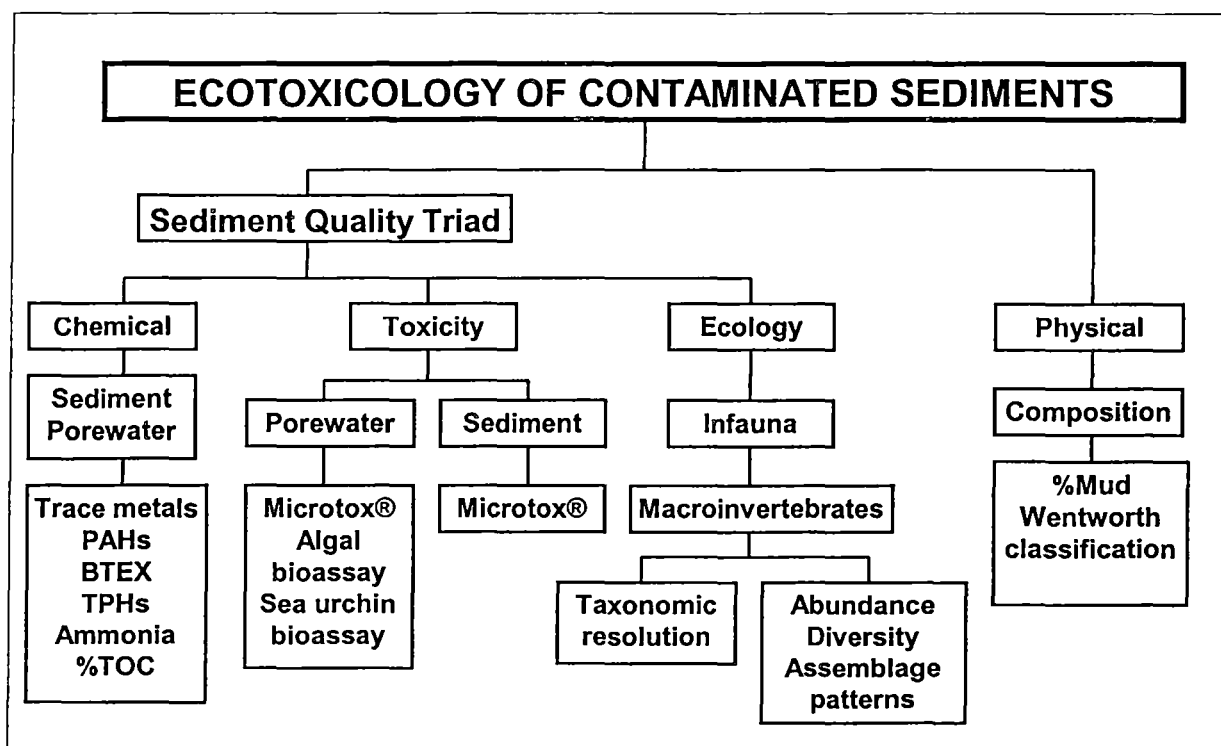 ECOTOXICOLOGY OF CONTAMINATED SEDIMENTS
Sediment Quality Triad
Chemical
Toxicity
Ecology
Physical
Sediment
Porewater
Porewater
Sediment
Infauna
Composition
Trace metals
PAHs
BTEX
TPHs
Ammonia
%TOC
Microtox®
Algal
bioassay
Sea urchin
bioassay
Microtox®
Macroinvertebrates
%Mud
Wentworth
classification
Taxonomic
resolution
Abundance
Diversity
Assemblage
patterns